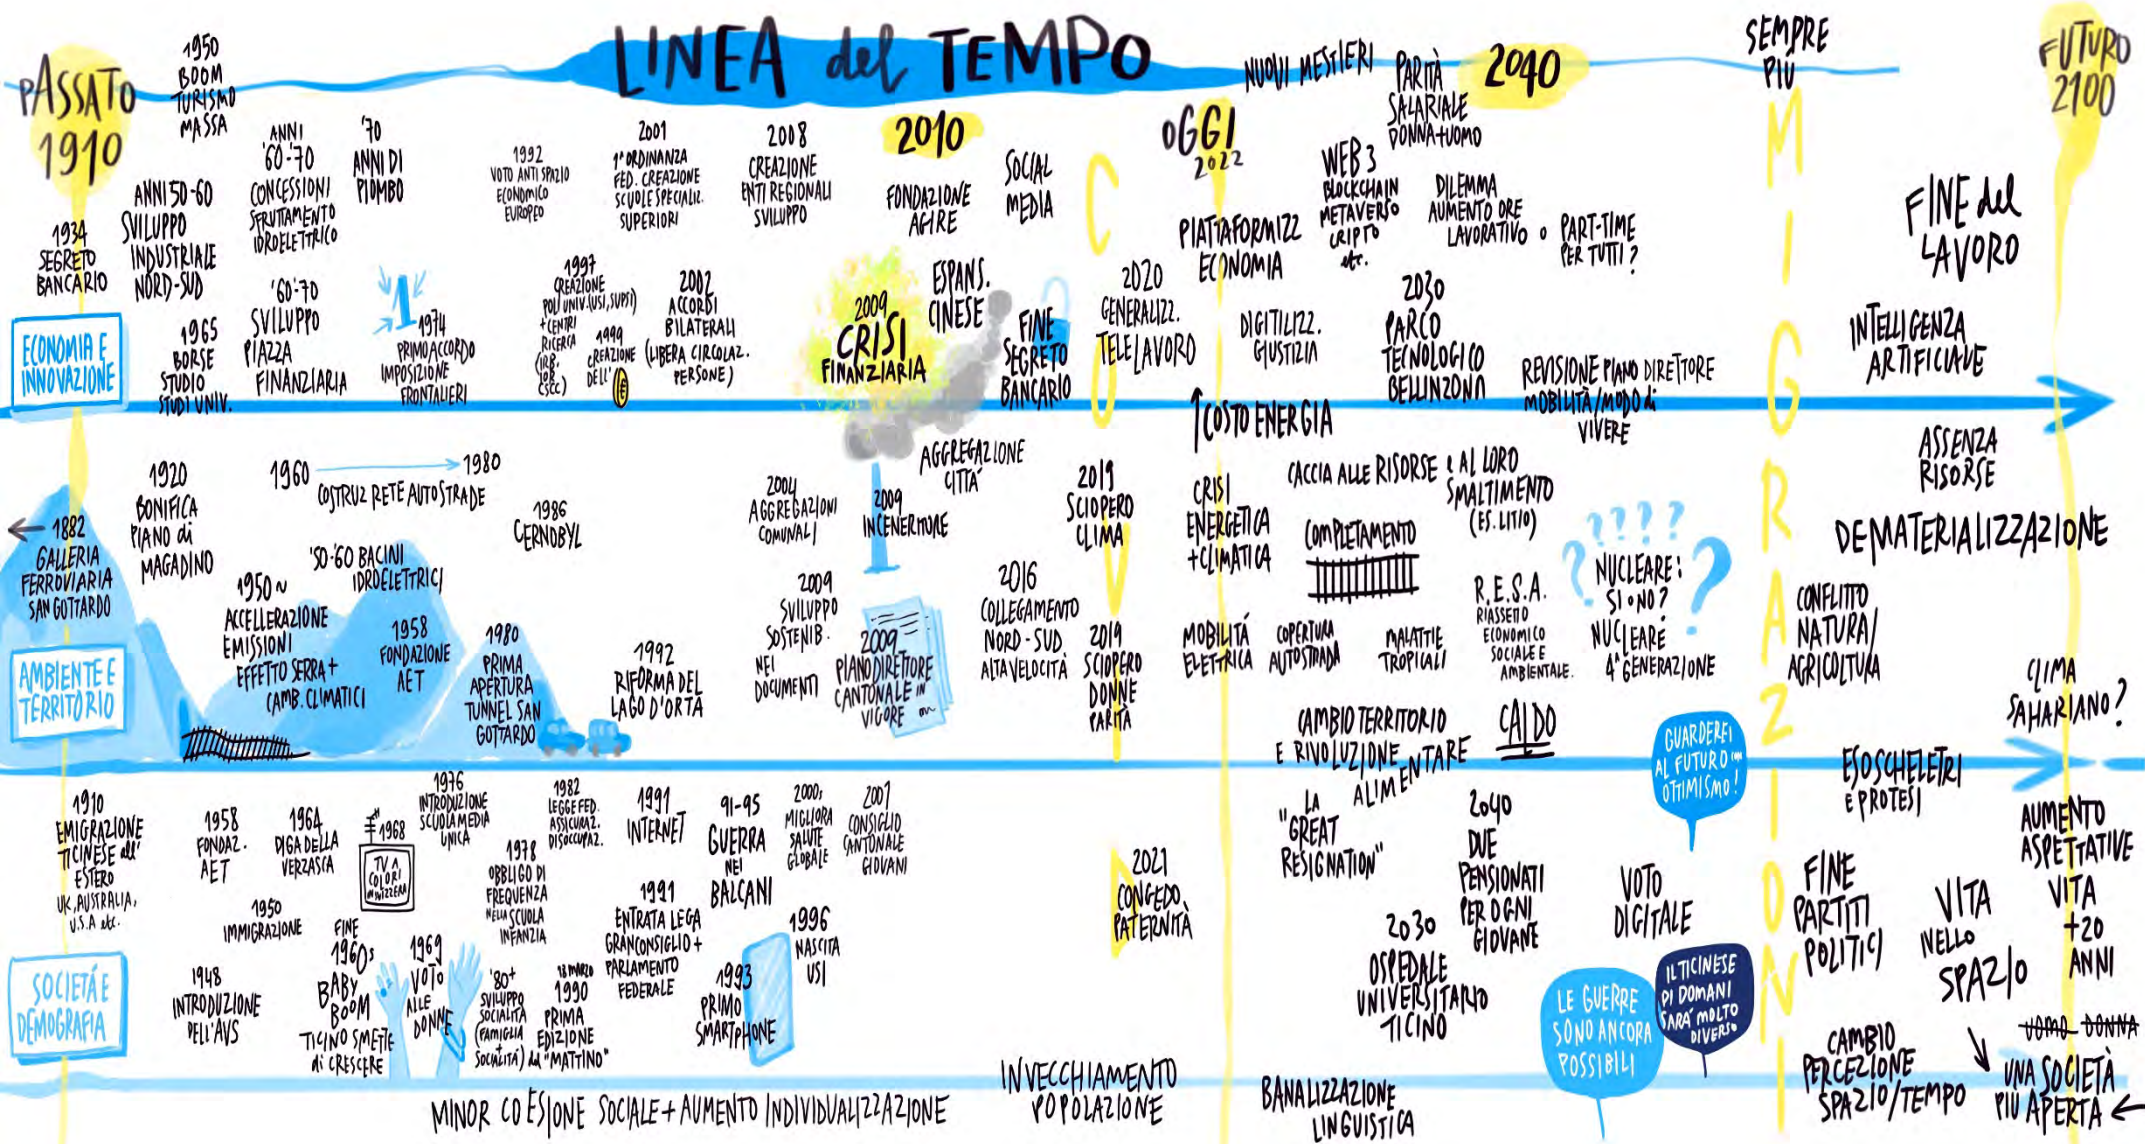 LINEA del TEMPO
PASSATO
1910
1950
BOOM
TURISMO
MASSA
ANNI
'60-'70
CONCESSIONI
SFRUTTAMENTO
IDROELETTRICO
'70
ANNI DI
PIOMBO
1992
VOTO ANTI SPAZIO
ECONOMICO
EUROPEO
2001
1ª ORDINANZA
FED. CREAZIONE
SCUOLE SPECIALIZ.
SUPERIORI
2008
CREAZIONE
ENTI REGIONALI
SVILUPPO
2010
FONDAZIONE
AGIRE
SOCIAL
MEDIA
OGGI
2022
NUOVI MESTIERI
PARITÀ
SALARIALE
DONNA+UOMO
2040
SEMPRE
PIÙ
MIGRAZIONI
FUTURO
2100
1934
SEGRETO
BANCARIO
ANNI 50-60
SVILUPPO
INDUSTRIALE
NORD-SUD
1965
BORSE
STUDIO
STUDI UNIV.
'60-'70
SVILUPPO
PIAZZA
FINANZIARIA
1
1974
PRIMO ACCORDO
IMPOSIZIONE
FRONTALIERI
1997
CREAZIONE
POLI UNIV. (USI, SUPSI)
+ CENTRI
RICERCA
(IRB,
IOR,
CSCC)
1999
CREAZIONE
DELL'
2002
ACCORDI
BILATERALI
(LIBERA CIRCOLAZ.
PERSONE)
2009
CRISI
FINANZIARIA
ESPANS.
CINESE
FINE
SEGRETO
BANCARIO
COVID
2020
GENERALIZZ.
TELELAVORO
PIATTAFORMIZZ
ECONOMIA
DIGITILIZZ.
GIUSTIZIA
WEB 3
BLOCKCHAIN
METAVERSO
CRIPTO
etc.
DILEMMA
AUMENTO ORE
LAVORATIVO O PART-TIME
PER TUTTI?
2030
PARCO
TECNOLOGICO
BELLINZONA
REVISIONE PIANO DIRETTORE
MOBILITÀ/MODO di
VIVERE
FINE del
LAVORO
INTELLIGENZA
ARTIFICIALE
ECONOMIA E
INNOVAZIONE
↑ COSTO ENERGIA
1882
GALLERIA
FERROVIARIA
SAN GOTTARDO
1920
BONIFICA
PIANO di
MAGADINO
1960 → 1980
COSTRUZ RETE AUTOSTRADE
1950~
ACCELLERAZIONE
EMISSIONI
EFFETTO SERRA +
CAMB. CLIMATICI
'50-'60 BACINI
IDROELETTRICI
1958
FONDAZIONE
AET
1980
PRIMA
APERTURA
TUNNEL SAN
GOTTARDO
1986
CERNOBYL
1992
RIFORMA DEL
LAGO D'ORTA
2004
AGGREGAZIONI
COMUNALI
2009
SVILUPPO
SOSTENIB.
NEI
DOCUMENTI
2009
INCENERITORE
2009
PIANO DIRETTORE
CANTONALE IN
VIGORE
AGGREGAZIONE
CITTÀ
2016
COLLEGAMENTO
NORD-SUD
ALTA VELOCITÀ
2019
SCIOPERO
CLIMA
2019
SCIOPERO
DONNE
PARITÀ
CRISI
ENERGETICA
+CLIMATICA
MOBILITÁ
ELETTRICA
CACCIA ALLE RISORSE E AL LORO
SMALTIMENTO
(ES. LITIO)
COMPLETAMENTO
COPERTURA
AUTOSTRADA
MALATTIE
TROPICALI
R.E.S.A.
RIASSETTO
ECONOMICO
SOCIALE E
AMBIENTALE.
????
? ?
NUCLEARE:
SI O NO?
NUCLEARE
4ª GENERAZIONE
CAMBIO TERRITORIO
E RIVOLUZIONE
ALIMENTARE
CALDO
ASSENZA
RISORSE
DEMATERIALIZZAZIONE
CONFLITTO
NATURA/
AGRICOLTURA
CLIMA
SAHARIANO?
AMBIENTE E
TERRITORIO
GUARDEREI
AL FUTURO con
OTTIMISMO!
1910
EMIGRAZIONE
TICINESE all'
ESTERO
UK, AUSTRALIA,
U.S.A etc.
1958
FONDAZ.
AET
1964
DIGA DELLA
VERZASCA
1968
TV A
COLORI
IN SVIZZERA
1976
INTRODUZIONE
SCUOLA MEDIA
UNICA
1978
OBBLIGO DI
FREQUENZA
NELLA SCUOLA
INFANZIA
1982
LEGGE FED.
ASSICURAZ.
DISOCCUPAZ.
1991
INTERNET
91-95
GUERRA
NEI
BALCANI
2000:
MIGLIORA
SALUTE
GLOBALE
2001
CONSIGLIO
CANTONALE
GIOVANI
1950
IMMIGRAZIONE
1948
INTRODUZIONE
DELL'AVS
FINE
1960s
BABY
BOOM
TICINO SMETTE
di CRESCERE
1969
VOTO
ALLE
DONNE
'80+
SVILUPPO
SOCIALITÀ
(FAMIGLIA
+
SOCIALITÀ)
18 MARZO
1990
PRIMA
EDIZIONE
del "MATTINO"
1991
ENTRATA LEGA
GRANCONSIGLIO +
PARLAMENTO
FEDERALE
1993
PRIMO
SMARTPHONE
1996
NASCITA
USI
2021
CONGEDO
PATERNITÀ
LA
"GREAT
RESIGNATION"
2040
DUE
PENSIONATI
PER OGNI
GIOVANE
2030
OSPEDALE
UNIVERSITARIO
TICINO
VOTO
DIGITALE
LE GUERRE
SONO ANCORA
POSSIBILI
IL TICINESE
DI DOMANI
SARÀ MOLTO
DIVERSO
ESOSCHELETRI
E PROTESI
FINE
PARTITI
POLITICI
VITA
NELLO
SPAZIO
AUMENTO
ASPETTATIVE
VITA
+20
ANNI
CAMBIO
PERCEZIONE
SPAZIO/TEMPO
UOMO DONNA
UNA SOCIETÀ
PIÙ APERTA ←
SOCIETÁ E
DEMOGRAFIA
MINOR COESIONE SOCIALE + AUMENTO INDIVIDUALIZZAZIONE
INVECCHIAMENTO
POPOLAZIONE
BANALIZZAZIONE
LINGUISTICA